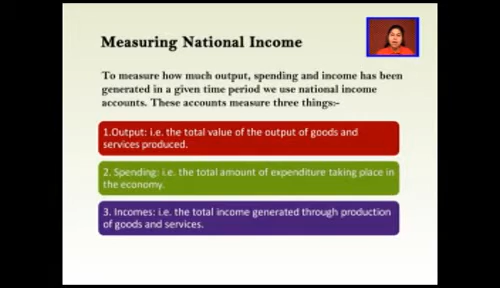 Measuring National Income
To measure how much output, spending and income has been
generated in a given time period we use national income
accounts. These accounts measure three things:-
1.Output: i.e. the total value of the output of goods and
services produced.
2. Spending: i.e. the total amount of expenditure taking place in
the economy.
3. Incomes: i.e. the total income generated through production
of goods and services.